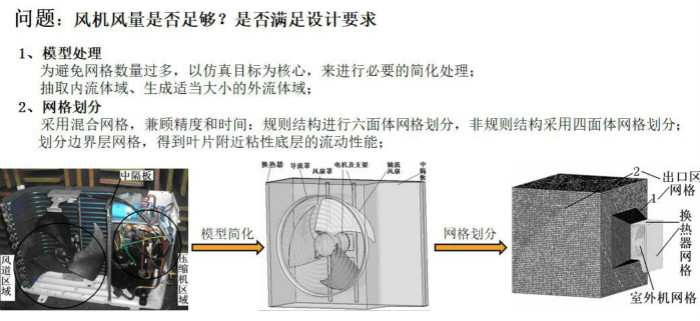 问题：风机风量是否足够？是否满足设计要求
1、模型处理
为避免网格数量过多，以仿真目标为核心，来进行必要的简化处理；
抽取内流体域、生成适当大小的外流体域；
2、网格划分
采用混合网格，兼顾精度和时间：规则结构进行六面体网格划分，非规则结构采用四面体网格划分；
划分边界层网格，得到叶片附近粘性底层的流动性能；
中隔板
风道区域
压缩机区域
模型简化
换热器
导流罩
风扇罩
电机及支架
轴流风扇
中隔板
网格划分
2
出口区网格
1
换热器网格
室外机网格